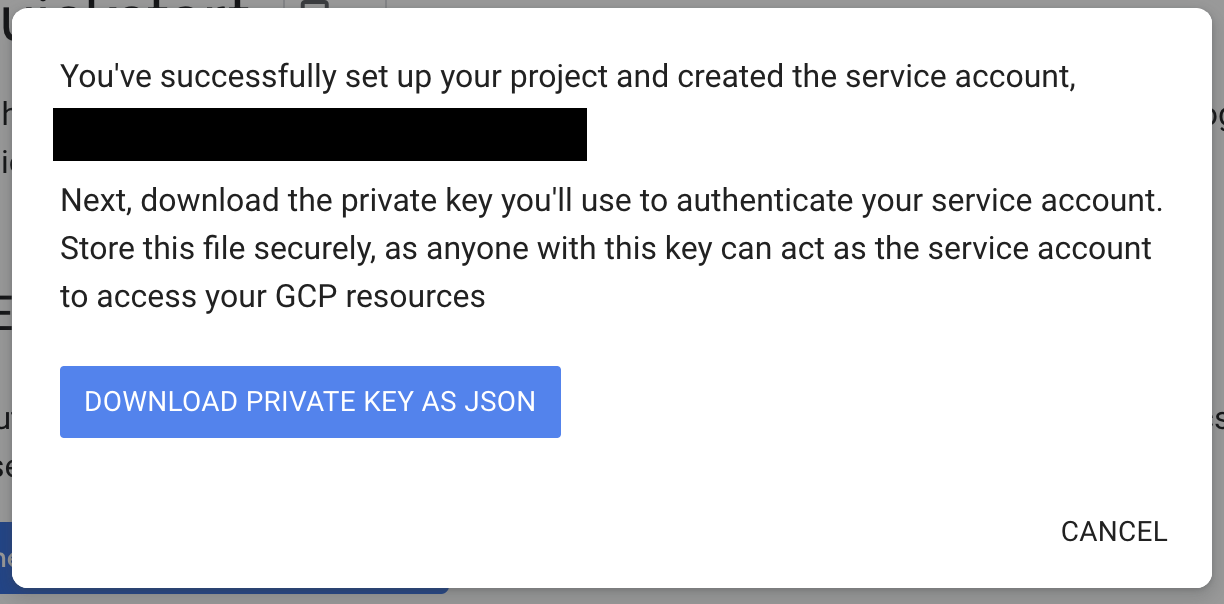 You've successfully set up your project and created the service account,
Next, download the private key you'll use to authenticate your service account.
Store this file securely, as anyone with this key can act as the service account
to access your GCP resources
DOWNLOAD PRIVATE KEY AS JSON
CANCEL